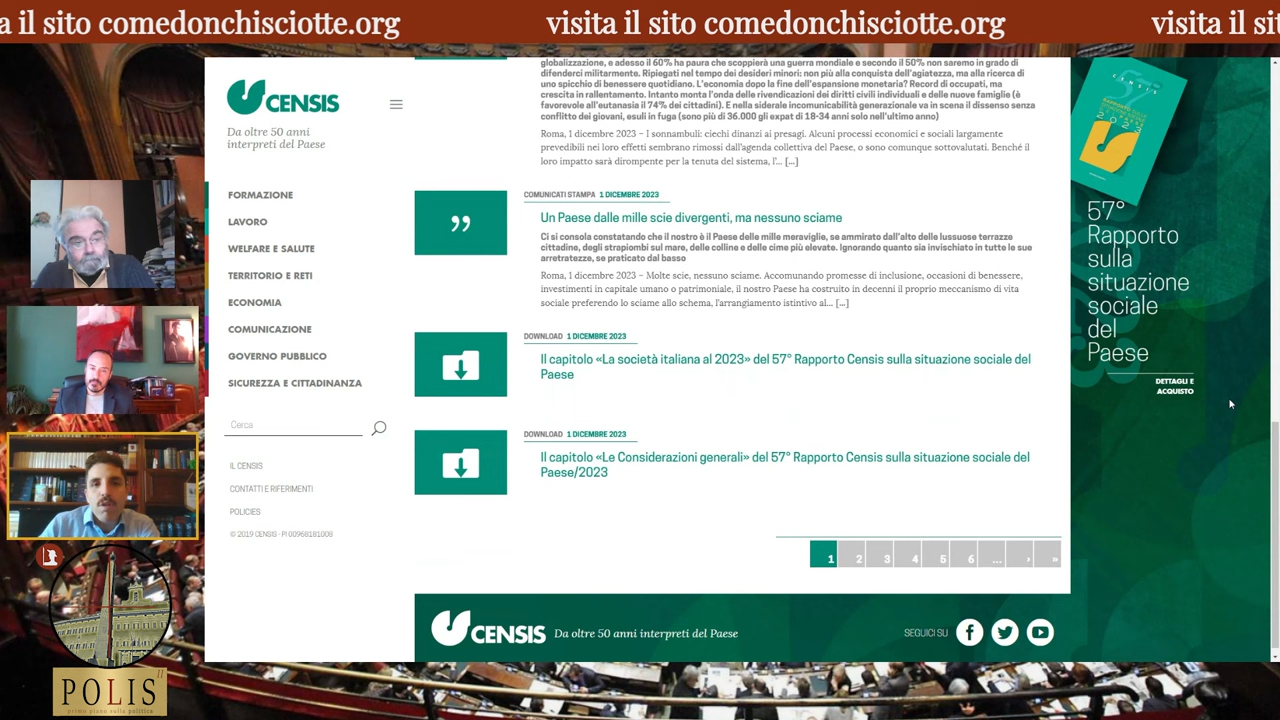 a il sito comedonchisciotte.org
visita il sito comedonchisciotte.org
visita il si
CENSIS
Da oltre 50 anni
interpreti del Paese
FORMAZIONE
LAVORO
WELFARE E SALUTE
TERRITORIO E RETI
ECONOMIA
COMUNICAZIONE
GOVERNO PUBBLICO
SICUREZZA E CITTADINANZA
Cerca
IL CENSIS
CONTATTI E RIFERIMENTI
POLICIES
© 2019 CENSIS - PI 00968181008
globalizzazione, e adesso il 60% ha paura che scoppierà una guerra mondiale e secondo il 50% non saremo in grado di
difenderci militarmente. Ripiegati nel tempo dei desideri minori: non più alla conquista dell'agiatezza, ma alla ricerca di
uno spicchio di benessere quotidiano. L'economia dopo la fine dell'espansione monetaria? Record di occupati, ma
crescita in rallentamento. Intanto monta l'onda delle rivendicazioni dei diritti civili individuali e delle nuove famiglie (è
favorevole all'eutanasia il 74% dei cittadini). E nella siderale incomunicabilità generazionale va in scena il dissenso senza
conflitto dei giovani, esuli in fuga (sono più di 36.000 gli expat di 18-34 anni solo nell'ultimo anno)
Roma, 1 dicembre 2023 – I sonnambuli: ciechi dinanzi ai presagi. Alcuni processi economici e sociali largamente
prevedibili nei loro effetti sembrano rimossi dall'agenda collettiva del Paese, o sono comunque sottovalutati. Benché il
loro impatto sarà dirompente per la tenuta del sistema, l'... [...]
COMUNICATI STAMPA 1 DICEMBRE 2023
Un Paese dalle mille scie divergenti, ma nessuno sciame
Ci si consola constatando che il nostro è il Paese delle mille meraviglie, se ammirato dall'alto delle lussuose terrazze
cittadine, degli strapiombi sul mare, delle colline e delle cime più elevate. Ignorando quanto sia invischiato in tutte le sue
arretratezze, se praticato dal basso
Roma, 1 dicembre 2023 – Molte scie, nessuno sciame. Accomunando promesse di inclusione, occasioni di benessere,
investimenti in capitale umano o patrimoniale, il nostro Paese ha costruito in decenni il proprio meccanismo di vita
sociale preferendo lo sciame allo schema, l'arrangiamento istintivo al... [...]
DOWNLOAD 1 DICEMBRE 2023
Il capitolo «La società italiana al 2023» del 57° Rapporto Censis sulla situazione sociale del
Paese
DOWNLOAD 1 DICEMBRE 2023
Il capitolo «Le Considerazioni generali» del 57° Rapporto Censis sulla situazione sociale del
Paese/2023
1 2 3 4 5 6 ... › »
CENSIS Da oltre 50 anni interpreti del Paese
SEGUICI SU
CENSIS
2023
57°
Rapporto
sulla
situazione
sociale
del
Paese
DETTAGLI E
ACQUISTO
POLIS II
primo piano sulla politica